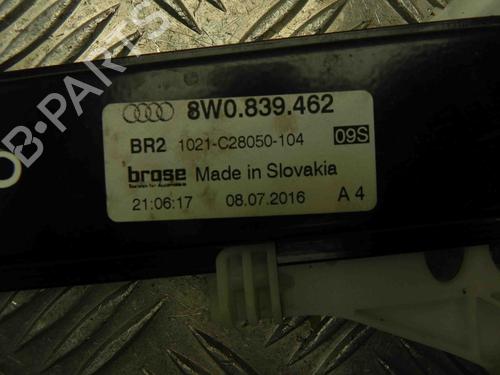 8W0.839.462
BR2 1021-C28050-104 09S
brose Made in Slovakia
21:06:17 08.07.2016 A 4
B-Parts